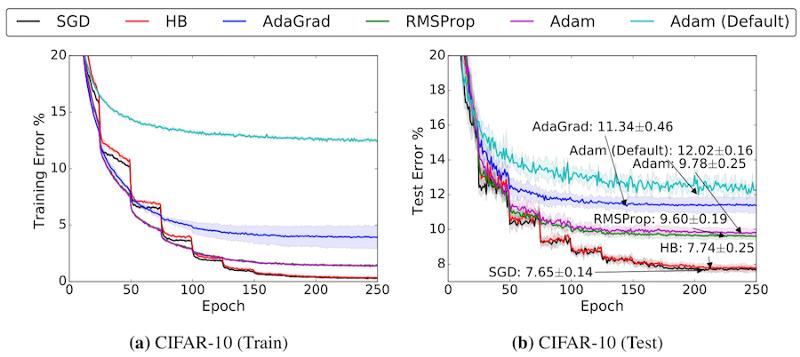 SGD HB AdaGrad RMSProp Adam Adam (Default)
20
15
10
5
0
Training Error %
0 50 100 150 200 250
Epoch
(a) CIFAR-10 (Train)
20
18
16
14
12
10
8
Test Error %
AdaGrad: 11.34±0.46
Adam (Default): 12.02±0.16
Adam: 9.78±0.25
RMSProp: 9.60±0.19
HB: 7.74±0.25
SGD: 7.65±0.14
0 50 100 150 200 250
Epoch
(b) CIFAR-10 (Test)